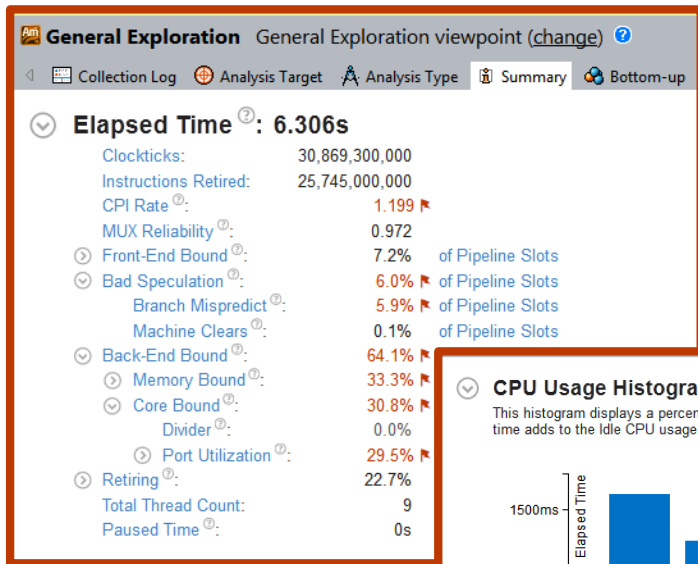 Am General Exploration General Exploration viewpoint (change) ?
Collection Log Analysis Target Analysis Type Summary Bottom-up
Elapsed Time ?: 6.306s
Clockticks: 30,869,300,000
Instructions Retired: 25,745,000,000
CPI Rate ?: 1.199
MUX Reliability ?: 0.972
Front-End Bound ?: 7.2% of Pipeline Slots
Bad Speculation ?: 6.0% of Pipeline Slots
Branch Mispredict ?: 5.9% of Pipeline Slots
Machine Clears ?: 0.1% of Pipeline Slots
Back-End Bound ?: 64.1%
Memory Bound ?: 33.3%
Core Bound ?: 30.8%
Divider ?: 0.0%
Port Utilization ?: 29.5%
Retiring ?: 22.7%
Total Thread Count: 9
Paused Time ?: 0s
CPU Usage Histogra
This histogram displays a percen
time adds to the Idle CPU usage
Elapsed Time
1500ms